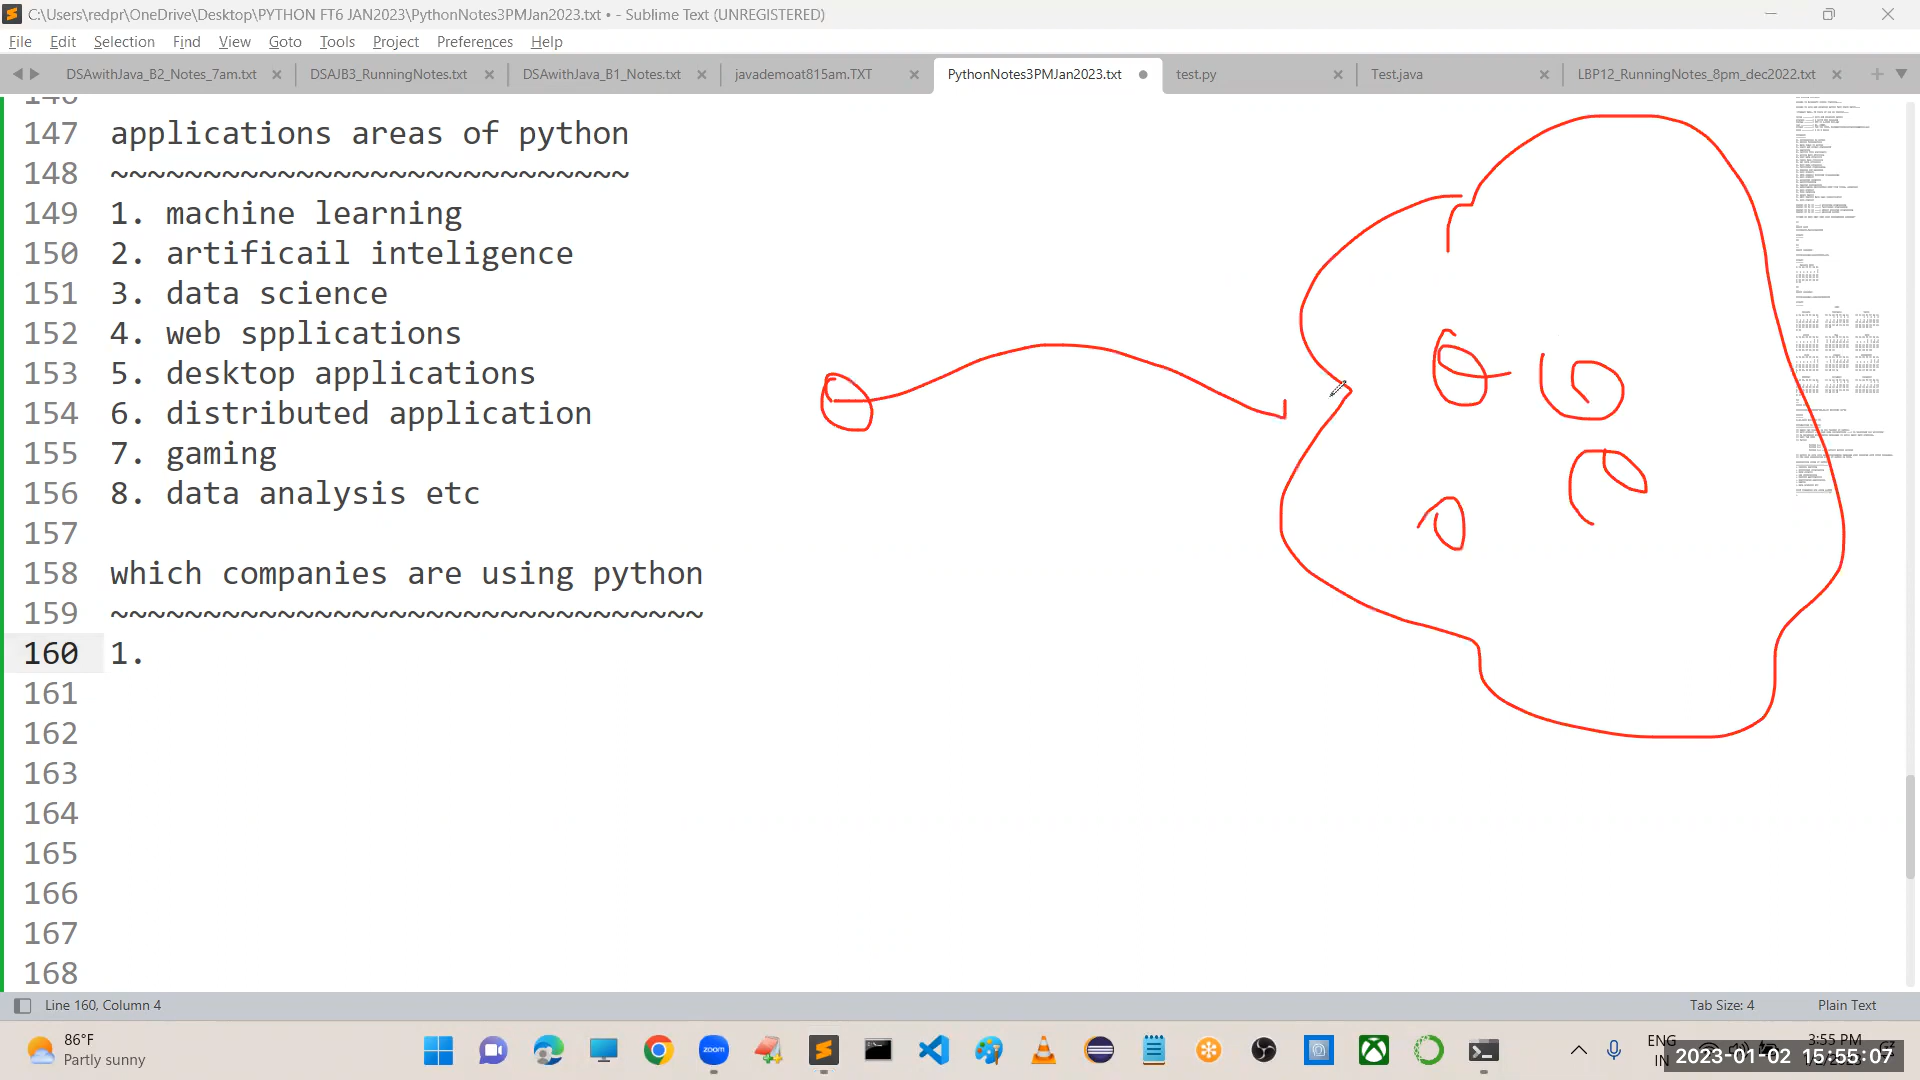 C:\Users\redpr\OneDrive\Desktop\PYTHON FT6 JAN2023\PythonNotes3PMJan2023.txt • - Sublime Text (UNREGISTERED)
File Edit Selection Find View Goto Tools Project Preferences Help
DSAwithJava_B2_Notes_7am.txt DSAJB3_RunningNotes.txt DSAwithJava_B1_Notes.txt javademoat815am.TXT PythonNotes3PMJan2023.txt test.py Test.java LBP12_RunningNotes_8pm_dec2022.txt
146
147 applications areas of python
148 ~~~~~~~~~~~~~~~~~~~~~~~~~~~~
149 1. machine learning
150 2. artificail inteligence
151 3. data science
152 4. web spplications
153 5. desktop applications
154 6. distributed application
155 7. gaming
156 8. data analysis etc
157
158 which companies are using python
159 ~~~~~~~~~~~~~~~~~~~~~~~~~~~~~~~~
160 1.
161
162
163
164
165
166
167
168
Line 160, Column 4 Tab Size: 4 Plain Text
86°F
Partly sunny
zoom
ENG
IN
3:55 PM
2023-01-02 15:55:07